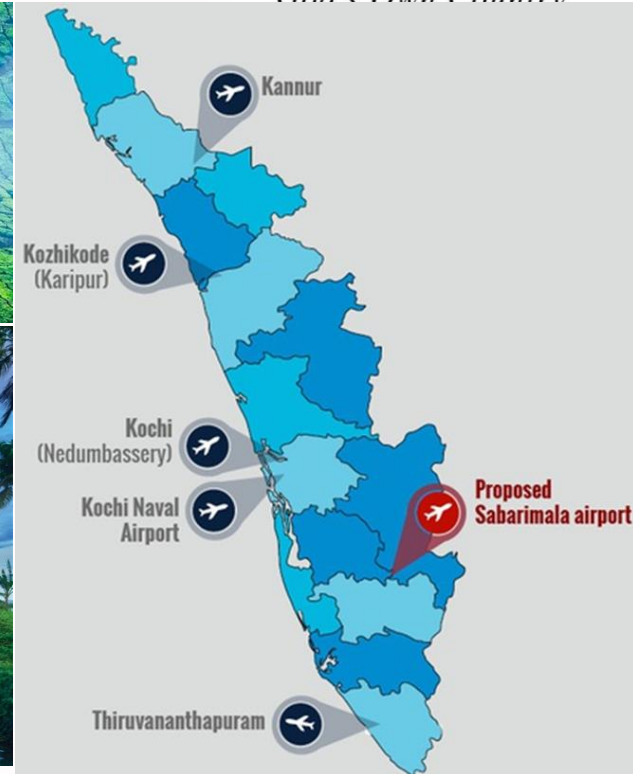 Kannur
Kozhikode
(Karipur)
Kochi
(Nedumbassery)
Kochi Naval
Airport
Proposed
Sabarimala airport
Thiruvananthapuram